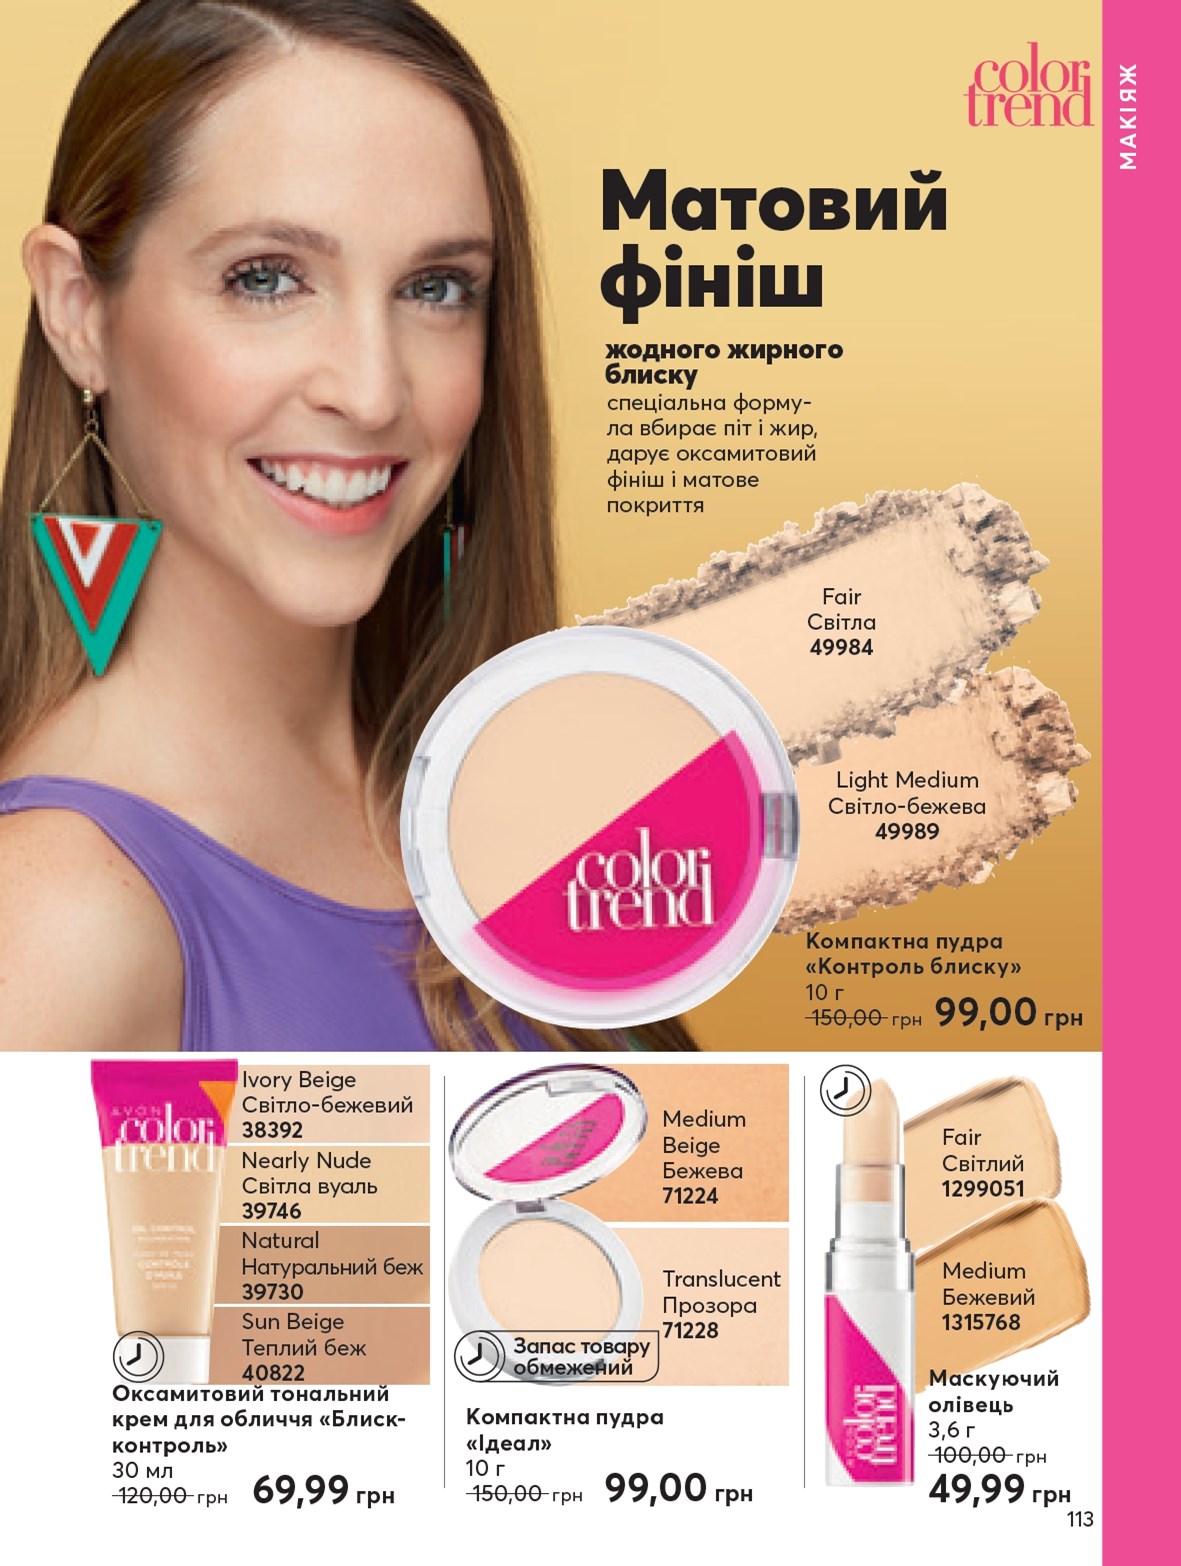 color
trend
МАКІЯЖ
Матовий
фініш
жодного жирного
блиску
спеціальна форму-
ла вбирає піт і жир,
дарує оксамитовий
фініш і матове
покриття
Fair
Світла
49984
Light Medium
Світло-бежева
49989
color
trend
Компактна пудра
«Контроль блиску»
10 г
150,00 грн 99,00 грн
AVON
color
trend
Ivory Beige
Світло-бежевий
38392
Nearly Nude
Світла вуаль
39746
Natural
Натуральний беж
39730
Sun Beige
Теплий беж
40822
Оксамитовий тональний
крем для обличчя «Блиск-
контроль»
30 мл
120,00 грн 69,99 грн
Medium
Beige
Бежева
71224
Translucent
Прозора
71228
Запас товару
обмежений
Компактна пудра
«Ідеал»
10 г
150,00 грн 99,00 грн
Fair
Світлий
1299051
Medium
Бежевий
1315768
AVON
color
trend
Маскуючий
олівець
3,6 г
100,00 грн
49,99 грн
113